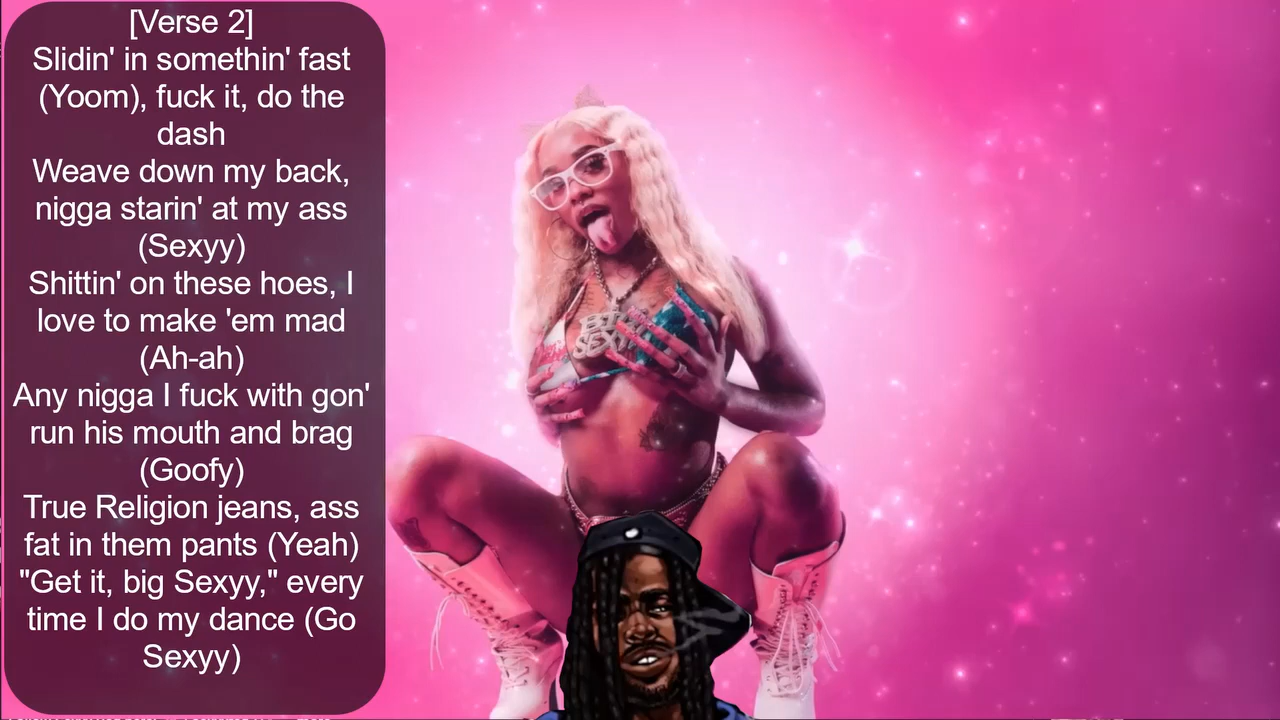 [Verse 2]
Slidin' in somethin' fast
(Yoom), fuck it, do the
dash
Weave down my back,
nigga starin' at my ass
(Sexyy)
Shittin' on these hoes, I
love to make 'em mad
(Ah-ah)
Any nigga I fuck with gon'
run his mouth and brag
(Goofy)
True Religion jeans, ass
fat in them pants (Yeah)
"Get it, big Sexyy," every
time I do my dance (Go
Sexyy)